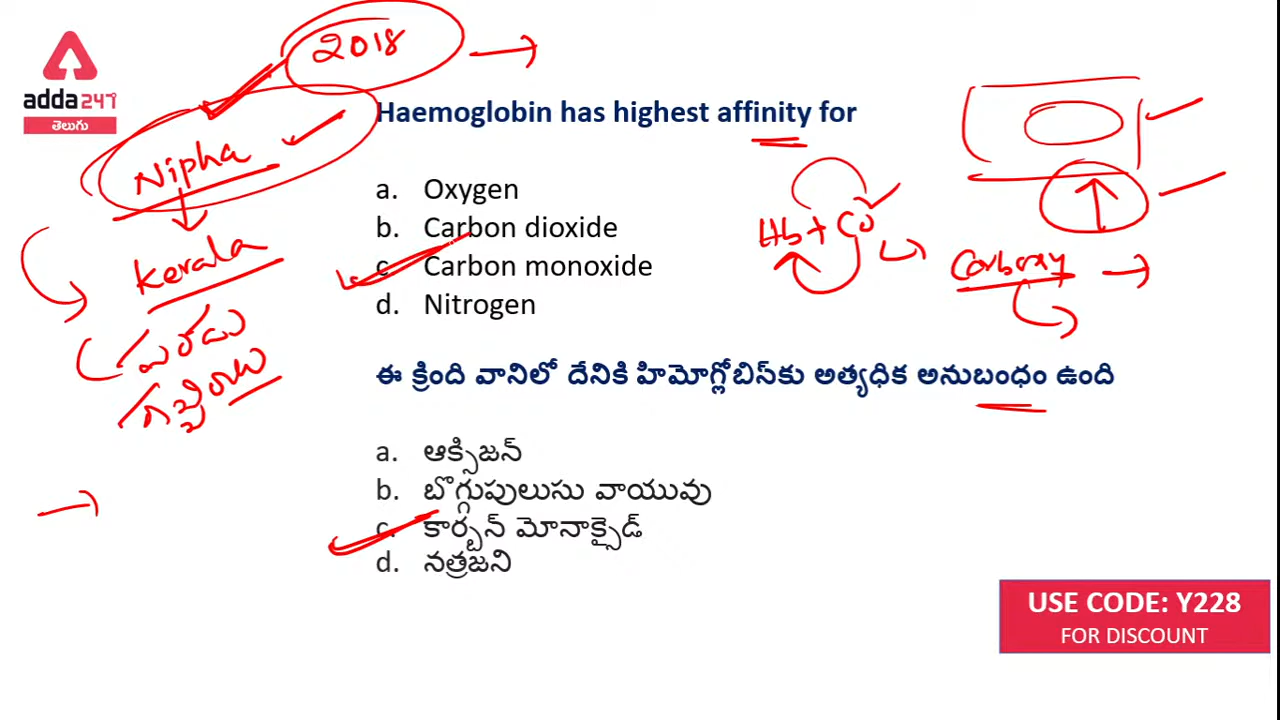 2018
adda247
తెలుగు
Haemoglobin has highest affinity for
Nipha
a. Oxygen
b. Carbon dioxide
c. Carbon monoxide
d. Nitrogen
Hb + CO
Carboxy
Kerala
ఈ క్రింది వానిలో దేనికి హిమోగ్లోబిన్‌కు అత్యధిక అనుబంధం ఉంది
a. ఆక్సిజన్
b. బొగ్గుపులుసు వాయువు
c. కార్బన్ మోనాక్సైడ్
d. నత్రజని
USE CODE: Y228
FOR DISCOUNT